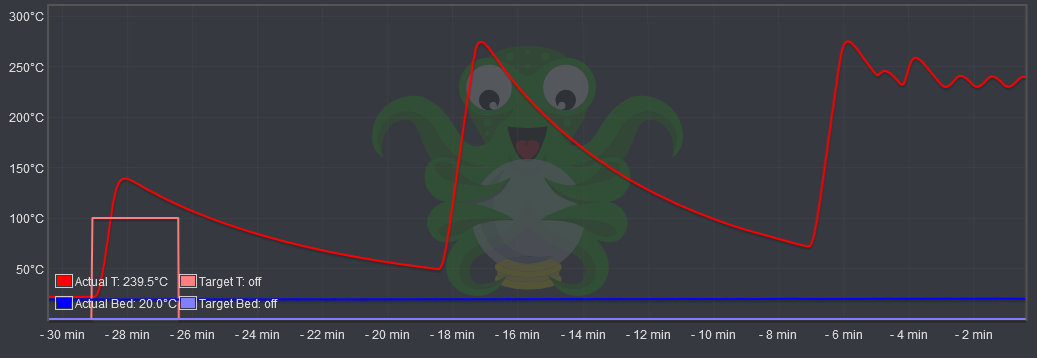 300°C
250°C
200°C
150°C
100°C
50°C
Actual T: 239.5°C Target T: off
Actual Bed: 20.0°C Target Bed: off
- 30 min - 28 min - 26 min - 24 min - 22 min - 20 min - 18 min - 16 min - 14 min - 12 min - 10 min - 8 min - 6 min - 4 min - 2 min